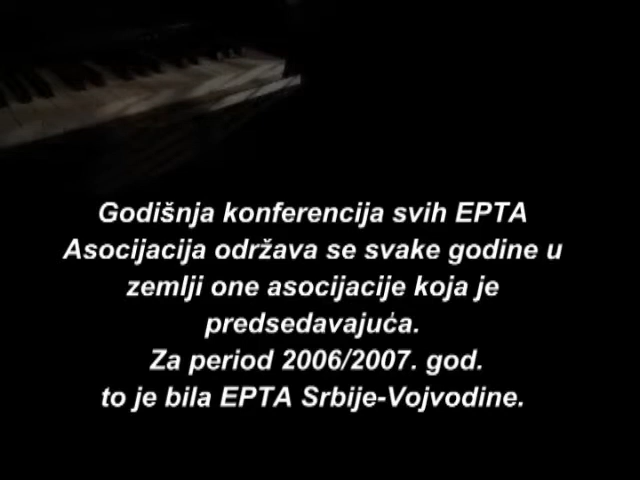 Godišnja konferencija svih EPTA
Asocijacija održava se svake godine u
zemlji one asocijacije koja je
predsedavajuća.
Za period 2006/2007. god.
to je bila EPTA Srbije-Vojvodine.